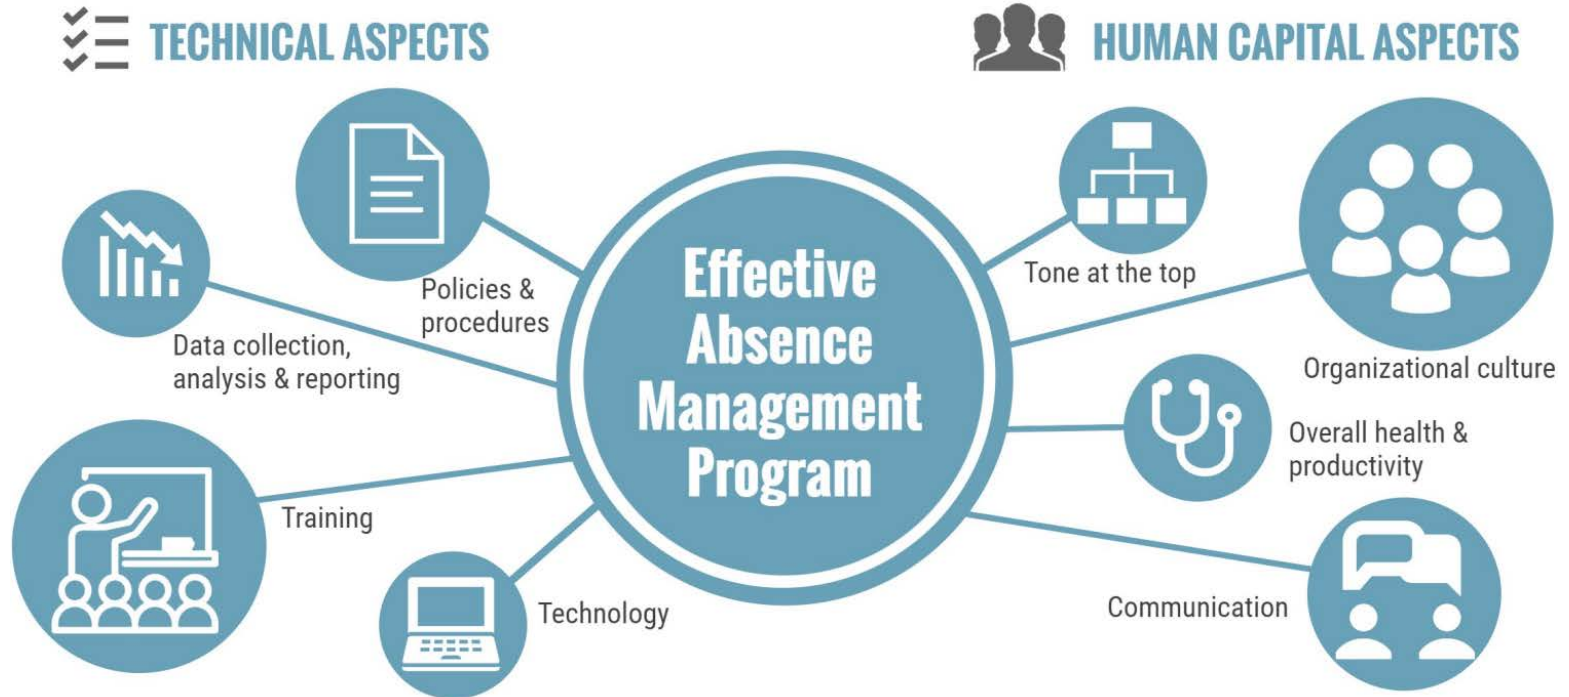 TECHNICAL ASPECTS
Policies &
procedures
Data collection,
analysis & reporting
Training
Technology
Effective
Absence
Management
Program
HUMAN CAPITAL ASPECTS
Tone at the top
Organizational culture
Overall health &
productivity
Communication